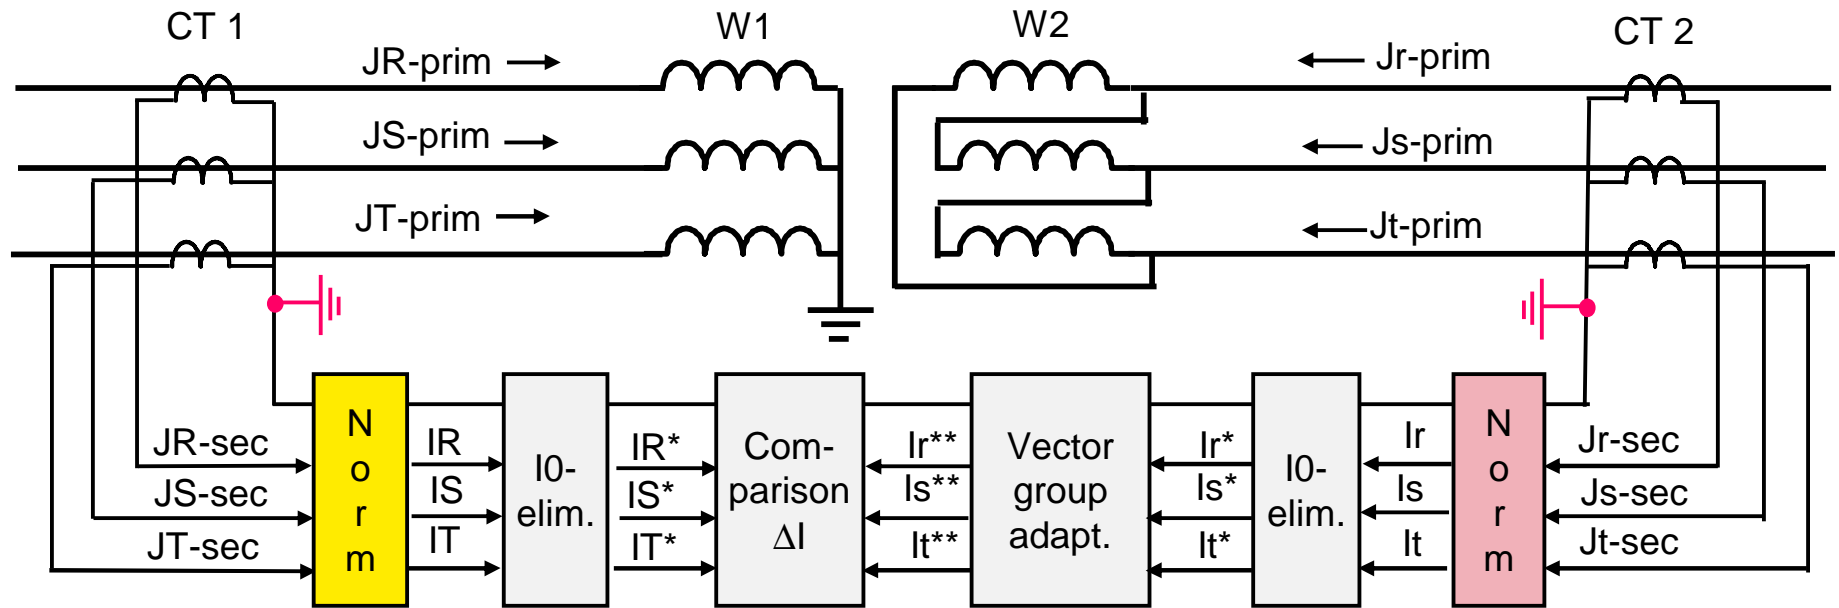 CT 1
W1
W2
CT 2
JR-prim
Jr-prim
JS-prim
Js-prim
JT-prim
Jt-prim
JR-sec
JS-sec
JT-sec
N
o
r
m
IR
IS
IT
I0-
elim.
IR*
IS*
IT*
Com-
parison
ΔI
Ir**
Is**
It**
Vector
group
adapt.
Ir*
Is*
It*
I0-
elim.
Ir
Is
It
N
o
r
m
Jr-sec
Js-sec
Jt-sec